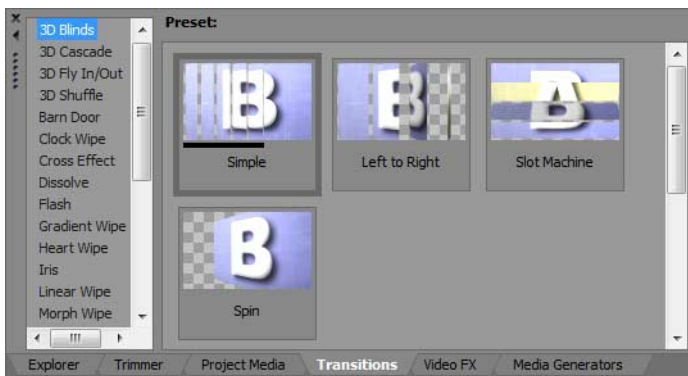 Preset:
3D Blinds
3D Cascade
3D Fly In/Out
3D Shuffle
Barn Door
Clock Wipe
Cross Effect
Dissolve
Flash
Gradient Wipe
Heart Wipe
Iris
Linear Wipe
Morph Wipe
B
Simple
B
Left to Right
Slot Machine
B
Spin
Explorer
Trimmer
Project Media
Transitions
Video FX
Media Generators